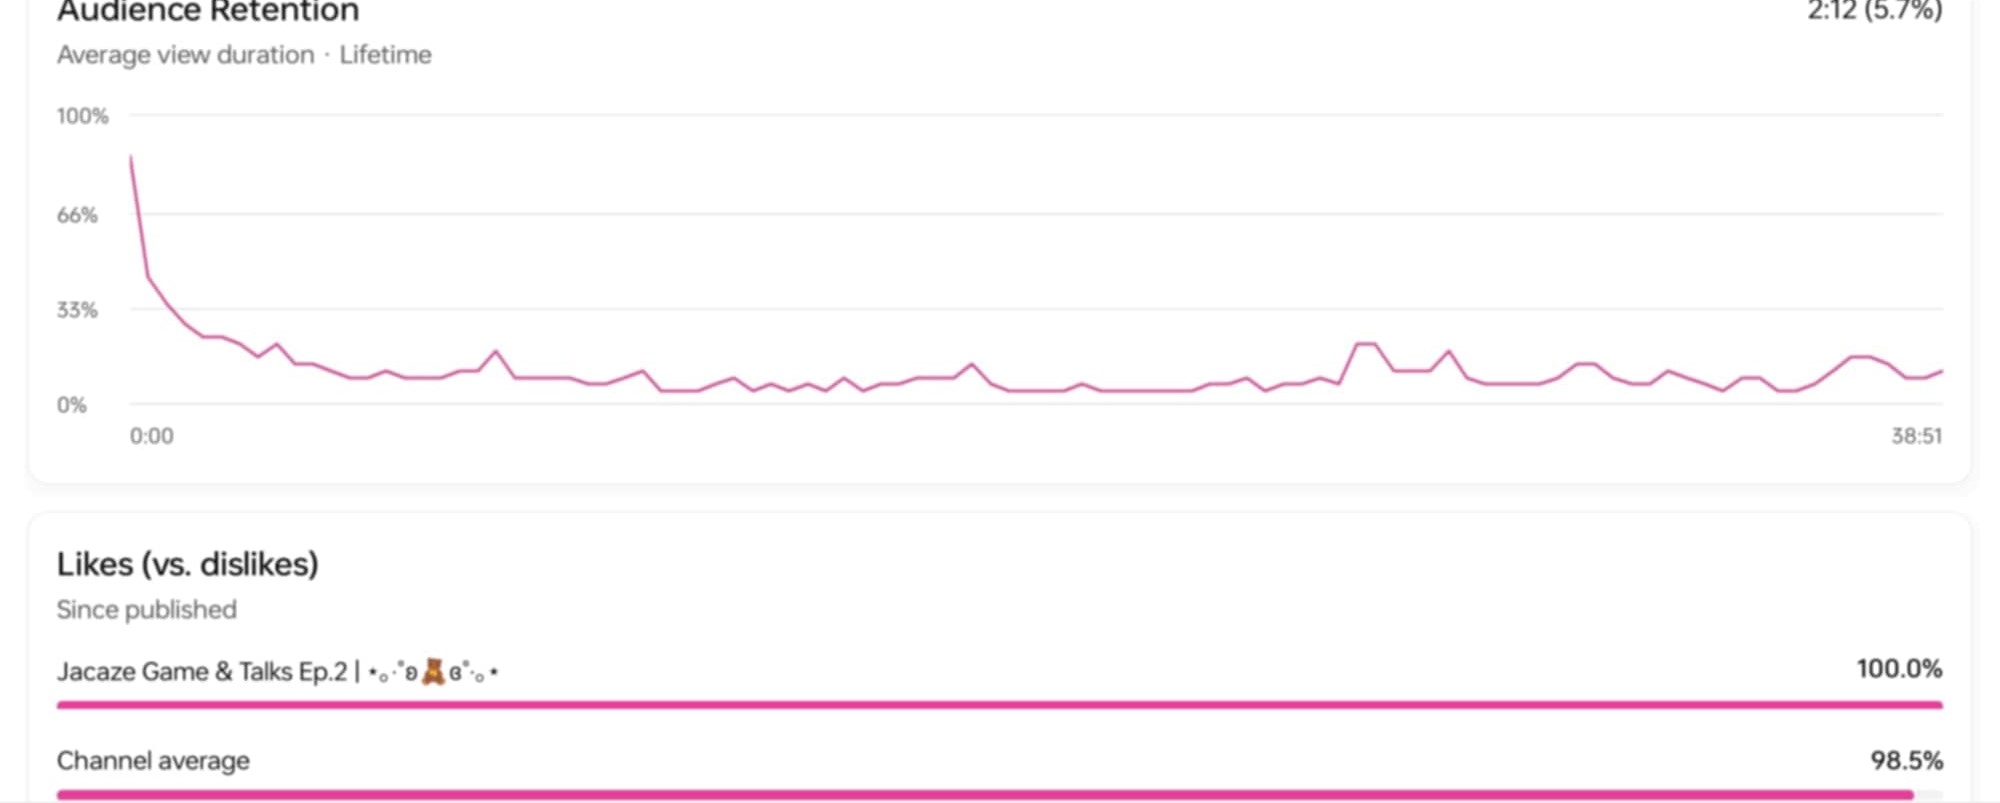 Audience Retention
2:12 (5.7%)
Average view duration · Lifetime
100%
66%
33%
0%
0:00
38:51
Likes (vs. dislikes)
Since published
Jacaze Game & Talks Ep.2 | ⋆｡‧˚ʚ🧸ɞ˚‧｡⋆
100.0%
Channel average
98.5%